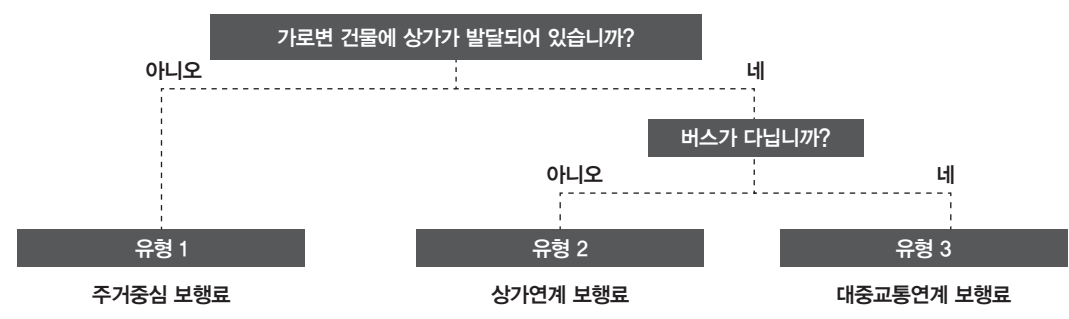 가로변 건물에 상가가 발달되어 있습니까?
아니오 네
버스가 다닙니까?
아니오 네
유형 1 유형 2 유형 3
주거중심 보행료 상가연계 보행료 대중교통연계 보행료